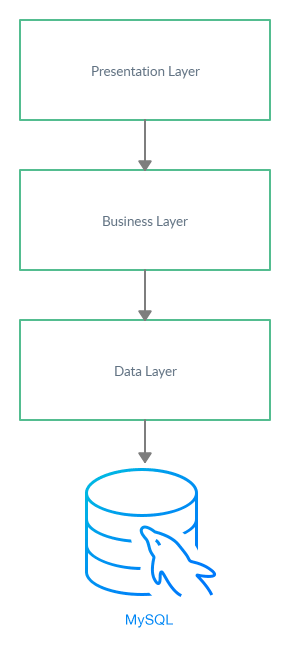 Presentation Layer
Business Layer
Data Layer
MySQL